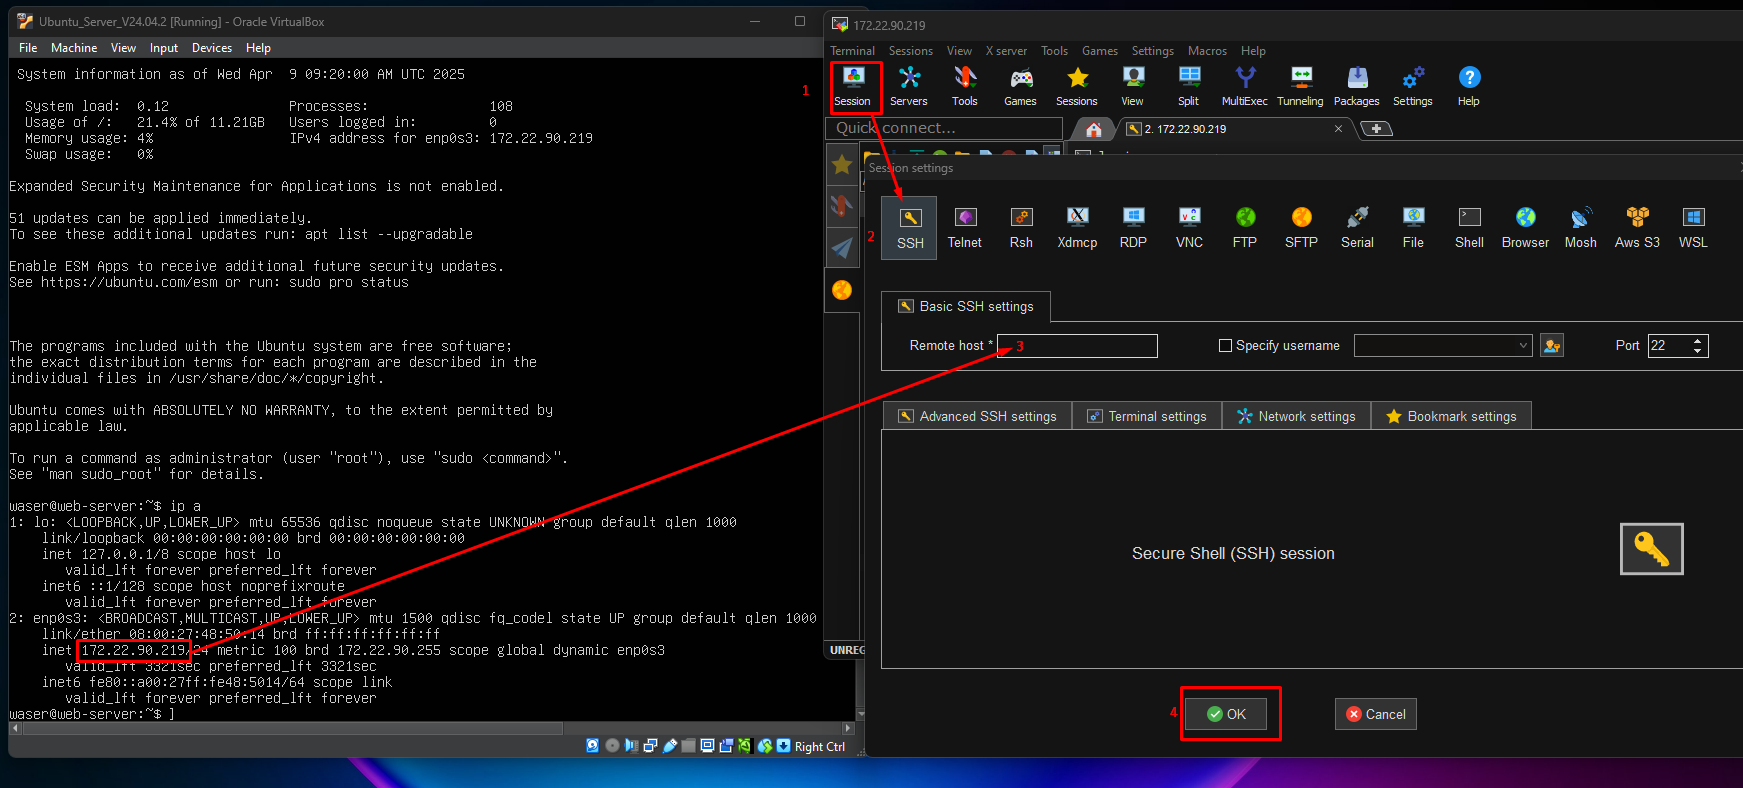 Ubuntu_Server_V24.04.2 [Running] - Oracle VirtualBox
File Machine View Input Devices Help
System information as of Wed Apr  9 09:20:00 AM UTC 2025
System load:  0.12 Processes: 108
Usage of /:   21.4% of 11.21GB Users logged in: 0
Memory usage: 4% IPv4 address for enp0s3: 172.22.90.219
Swap usage:   0%
Expanded Security Maintenance for Applications is not enabled.
51 updates can be applied immediately.
To see these additional updates run: apt list --upgradable
Enable ESM Apps to receive additional future security updates.
See https://ubuntu.com/esm or run: sudo pro status
The programs included with the Ubuntu system are free software;
the exact distribution terms for each program are described in the
individual files in /usr/share/doc/*/copyright.
Ubuntu comes with ABSOLUTELY NO WARRANTY, to the extent permitted by
applicable law.
To run a command as administrator (user "root"), use "sudo <command>".
See "man sudo_root" for details.
waser@web-server:~$ ip a
1: lo: <LOOPBACK,UP,LOWER_UP> mtu 65536 qdisc noqueue state UNKNOWN group default qlen 1000
link/loopback 00:00:00:00:00:00 brd 00:00:00:00:00:00
inet 127.0.0.1/8 scope host lo
valid_lft forever preferred_lft forever
inet6 ::1/128 scope host noprefixroute
valid_lft forever preferred_lft forever
2: enp0s3: <BROADCAST,MULTICAST,UP,LOWER_UP> mtu 1500 qdisc fq_codel state UP group default qlen 1000
link/ether 08:00:27:48:50:14 brd ff:ff:ff:ff:ff:ff
inet 172.22.90.219/24 metric 100 brd 172.22.90.255 scope global dynamic enp0s3
valid_lft 3321sec preferred_lft 3321sec
inet6 fe80::a00:27ff:fe48:5014/64 scope link
valid_lft forever preferred_lft forever
waser@web-server:~$ ]
Right Ctrl
172.22.90.219
Terminal Sessions View X server Tools Games Settings Macros Help
1
Session Servers Tools Games Sessions View Split MultiExec Tunneling Packages Settings Help
Quick connect...
2. 172.22.90.219
Session settings
2
SSH Telnet Rsh Xdmcp RDP VNC FTP SFTP Serial File Shell Browser Mosh Aws S3 WSL
Basic SSH settings
Remote host * 3 Specify username Port 22
Advanced SSH settings Terminal settings Network settings Bookmark settings
Secure Shell (SSH) session
UNREG
4
OK Cancel